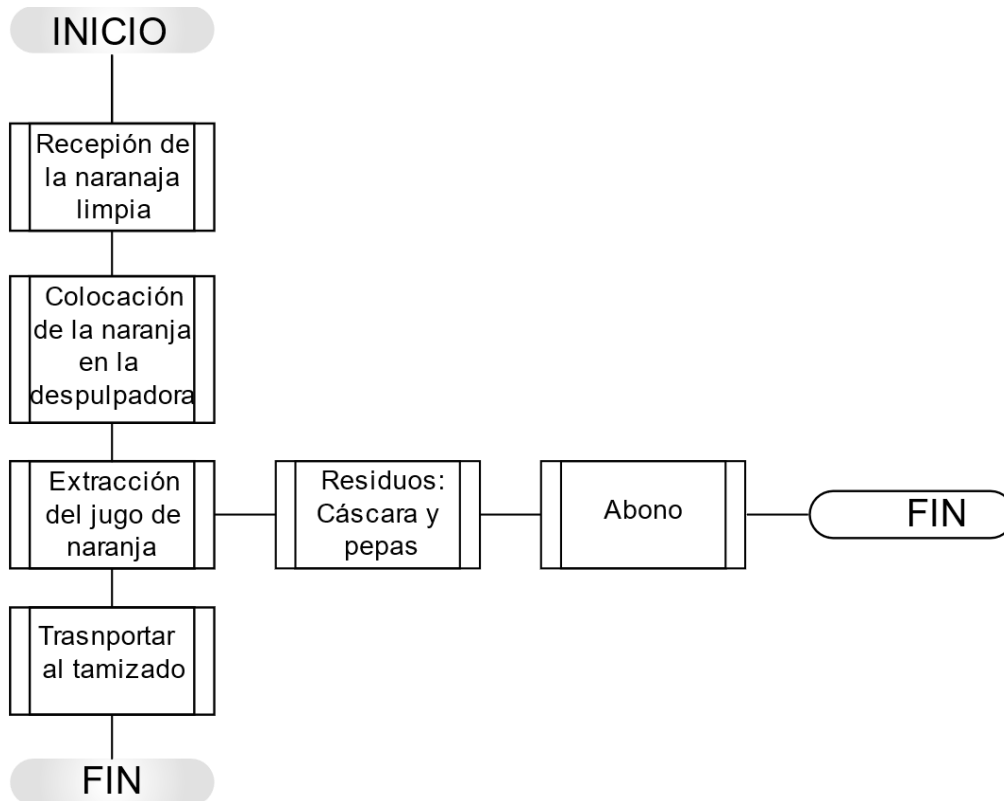 INICIO
Recepión de
la naranaja
limpia
Colocación
de la naranja
en la
despulpadora
Extracción
del jugo de
naranja
Residuos:
Cáscara y
pepas
Abono
FIN
Trasnportar
al tamizado
FIN